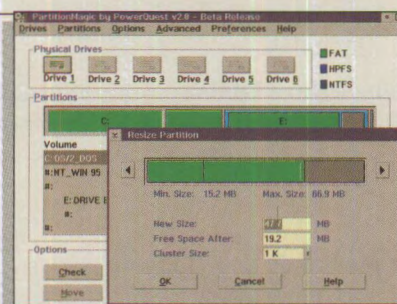 PartitionMagic by PowerQuest v2.0 - Beta Release
Drives Partitions Options Advanced Preferences Help
Physical Drives
Drive 1 Drive 2 Drive 3 Drive 4 Drive 5 Drive 6
FAT
HPFS
NTFS
Partitions
C: E:
Volume
C:OS/2_DOS
#:NT_WIN 95
#:
E:DRIVE
#:
#:
Resize Partition
Min. Size: 15.2 MB Max. Size: 66.9 MB
New Size: MB
Free Space After: 19.2 MB
Cluster Size: 1 K
OK Cancel Help
Options
Check
Move